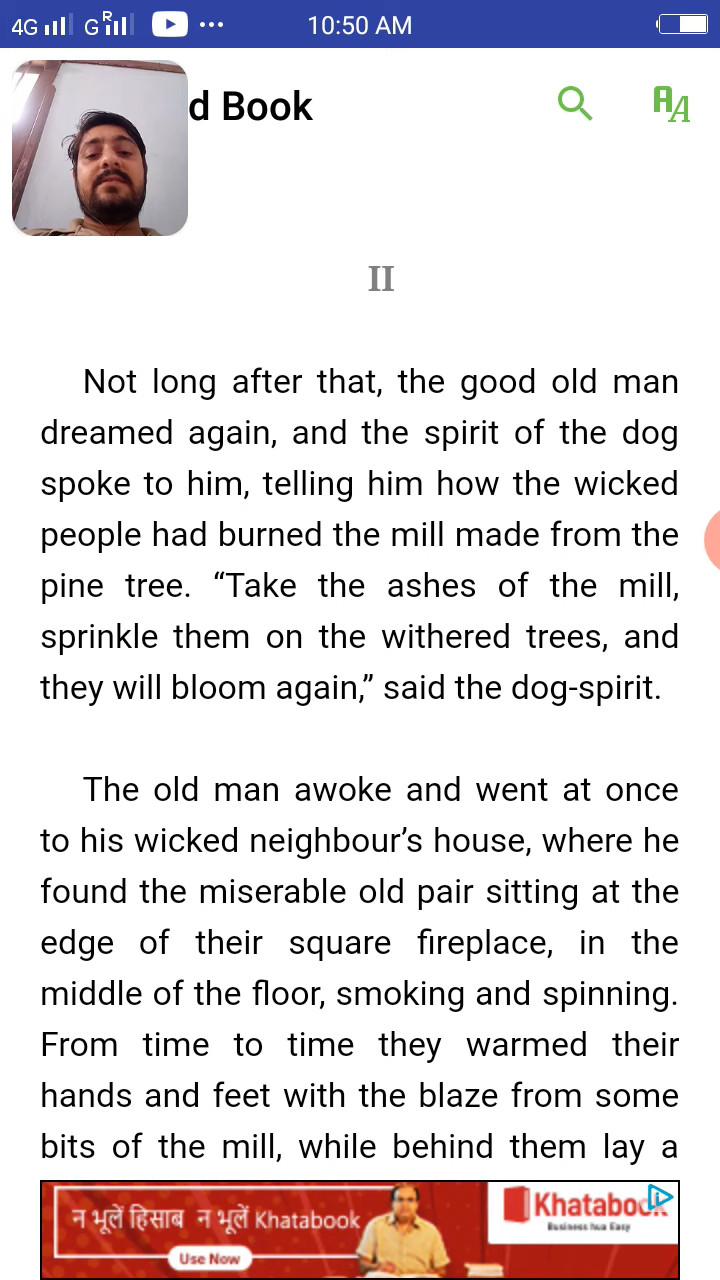 4G G R 10:50 AM
d Book
A A
II
Not long after that, the good old man
dreamed again, and the spirit of the dog
spoke to him, telling him how the wicked
people had burned the mill made from the
pine tree. “Take the ashes of the mill,
sprinkle them on the withered trees, and
they will bloom again,” said the dog-spirit.
The old man awoke and went at once
to his wicked neighbour’s house, where he
found the miserable old pair sitting at the
edge of their square fireplace, in the
middle of the floor, smoking and spinning.
From time to time they warmed their
hands and feet with the blaze from some
bits of the mill, while behind them lay a
न भूलें हिसाब न भूलें Khatabook
Use Now
Khatabook
Business hua Easy